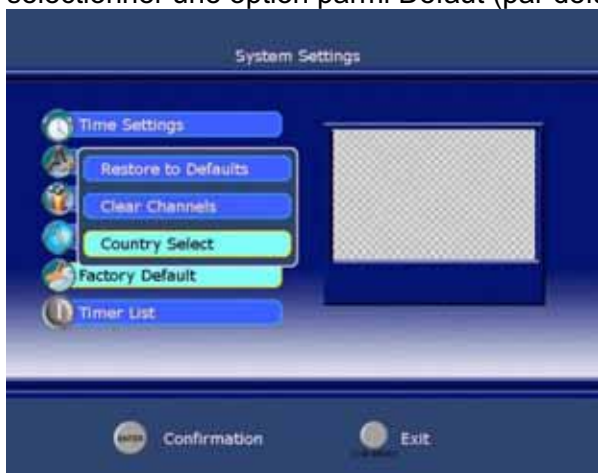 sélectionner une option parmi Défaut (par défa
System Settings
Time Settings
Restore to Defaults
Clear Channels
Country Select
Factory Default
Timer List
Confirmation
Exit